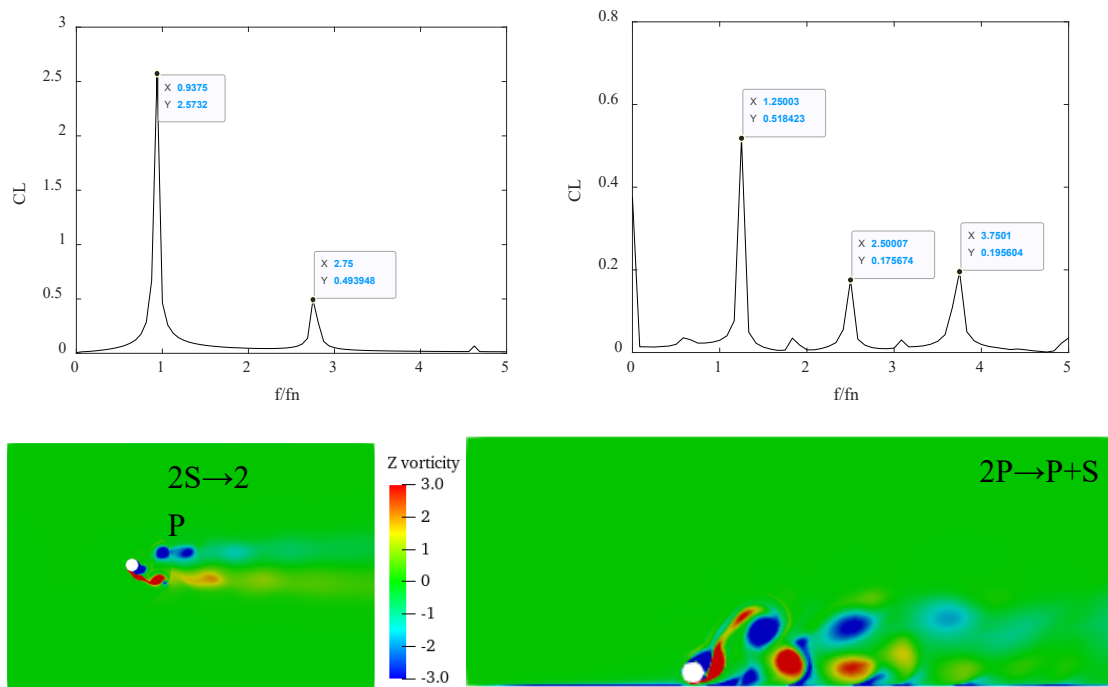 3
2.5
2
1.5
1
0.5
0
CL
X 0.9375
Y 2.5732
X 2.75
Y 0.493948
0 1 2 3 4 5
f/fn
0.8
0.6
0.4
0.2
0
CL
X 1.25003
Y 0.518423
X 2.50007
Y 0.175674
X 3.7501
Y 0.195604
0 1 2 3 4 5
f/fn
2S→2
P
Z vorticity
3.0
2
1
0
-1
-2
-3.0
2P→P+S